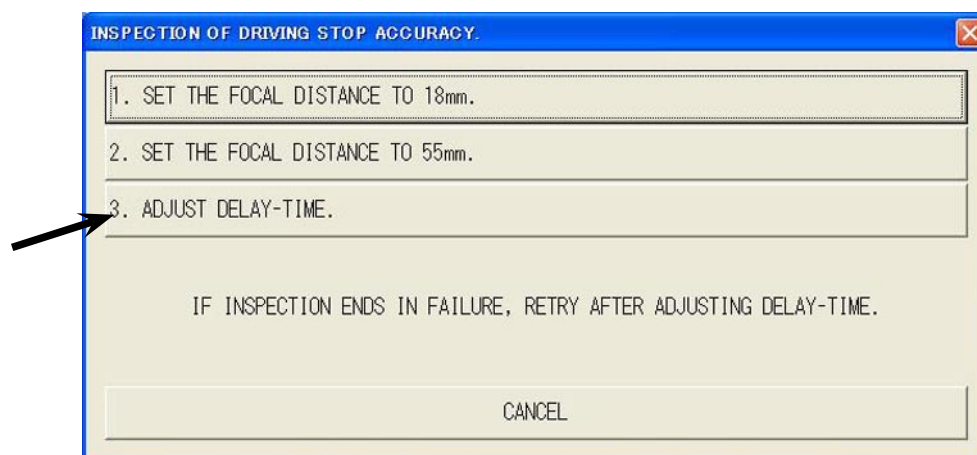 INSPECTION OF DRIVING STOP ACCURACY.
1. SET THE FOCAL DISTANCE TO 18mm.
2. SET THE FOCAL DISTANCE TO 55mm.
3. ADJUST DELAY-TIME.
IF INSPECTION ENDS IN FAILURE, RETRY AFTER ADJUSTING DELAY-TIME.
CANCEL